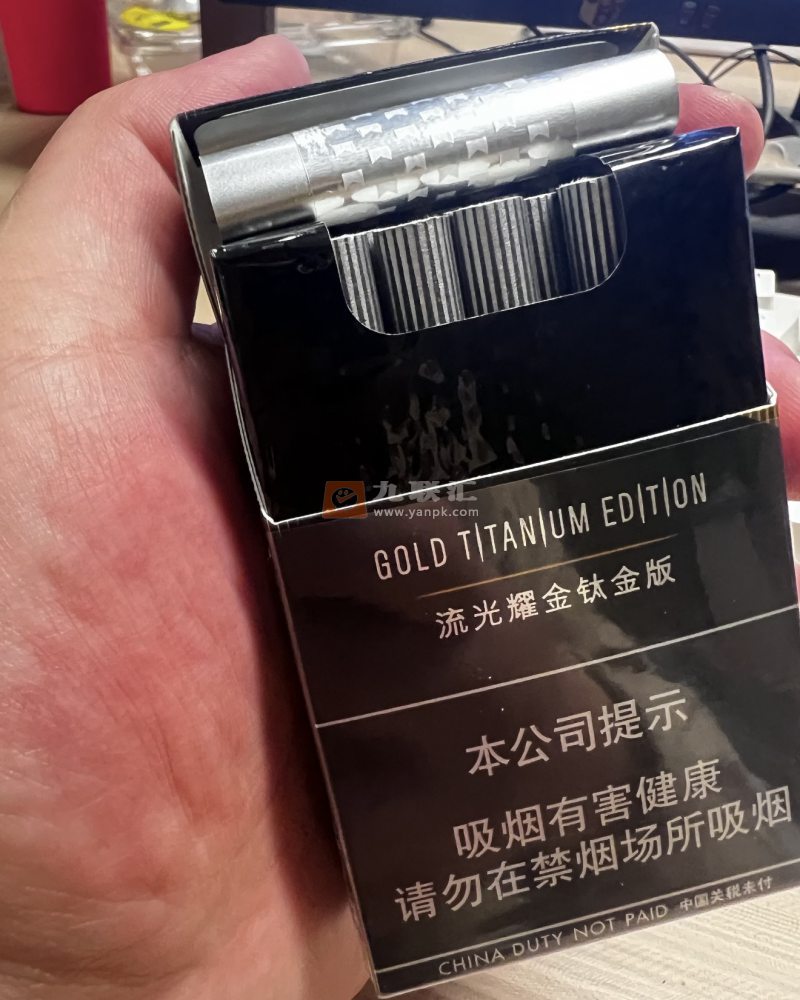 九联汇
www.yanpk.com
GOLD TITANIUM EDITION
流光耀金钛金版
本公司提示
吸烟有害健康
请勿在禁烟场所吸烟
CHINA DUTY NOT PAID 中国关税未付